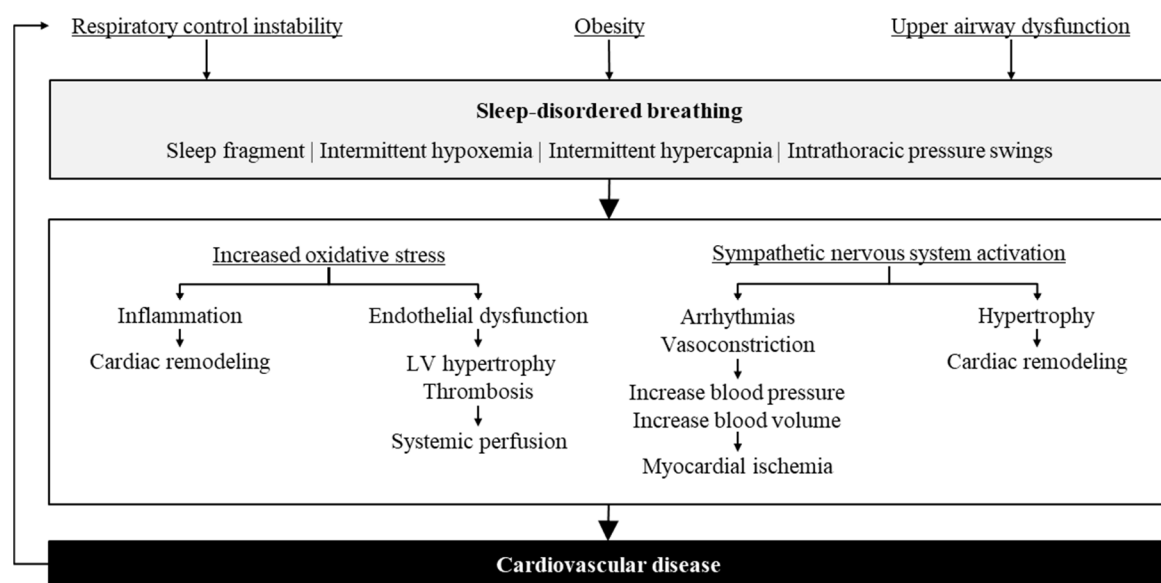 Respiratory control instability
Obesity
Upper airway dysfunction
Sleep-disordered breathing
Sleep fragment | Intermittent hypoxemia | Intermittent hypercapnia | Intrathoracic pressure swings
Increased oxidative stress
Inflammation
Cardiac remodeling
Endothelial dysfunction
LV hypertrophy
Thrombosis
Systemic perfusion
Sympathetic nervous system activation
Arrhythmias
Vasoconstriction
Increase blood pressure
Increase blood volume
Myocardial ischemia
Hypertrophy
Cardiac remodeling
Cardiovascular disease